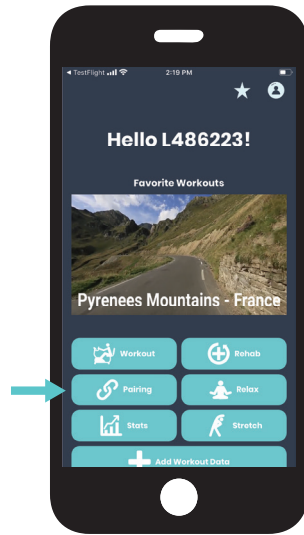 TestFlight
2:19 PM
Hello L486223!
Favorite Workouts
Pyrenees Mountains - France
Workout
Rehab
Pairing
Relax
Stats
Stretch
Add Workout Data